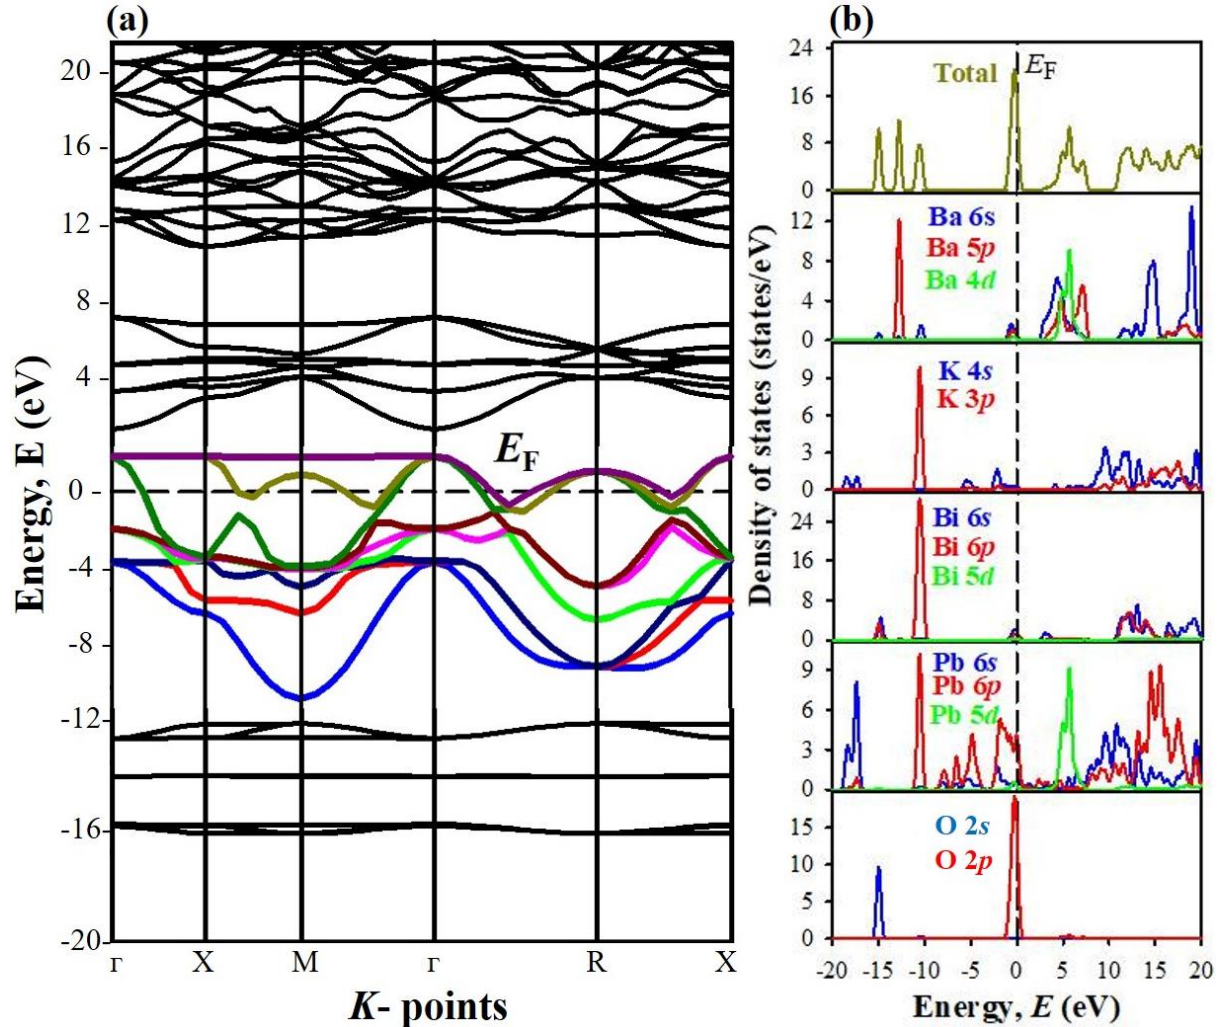 (a)
Energy, E (eV)
20
16
12
8
4
0
-4
-8
-12
-16
-20
E_F
Γ X M Γ R X
K- points
(b)
Density of states (states/eV)
24
16
8
0
Total
E_F
12
8
4
0
Ba 6s
Ba 5p
Ba 4d
9
6
3
0
K 4s
K 3p
24
16
8
0
Bi 6s
Bi 6p
Bi 5d
9
6
3
0
Pb 6s
Pb 6p
Pb 5d
15
10
5
0
O 2s
O 2p
-20 -15 -10 -5 0 5 10 15 20
Energy, E (eV)